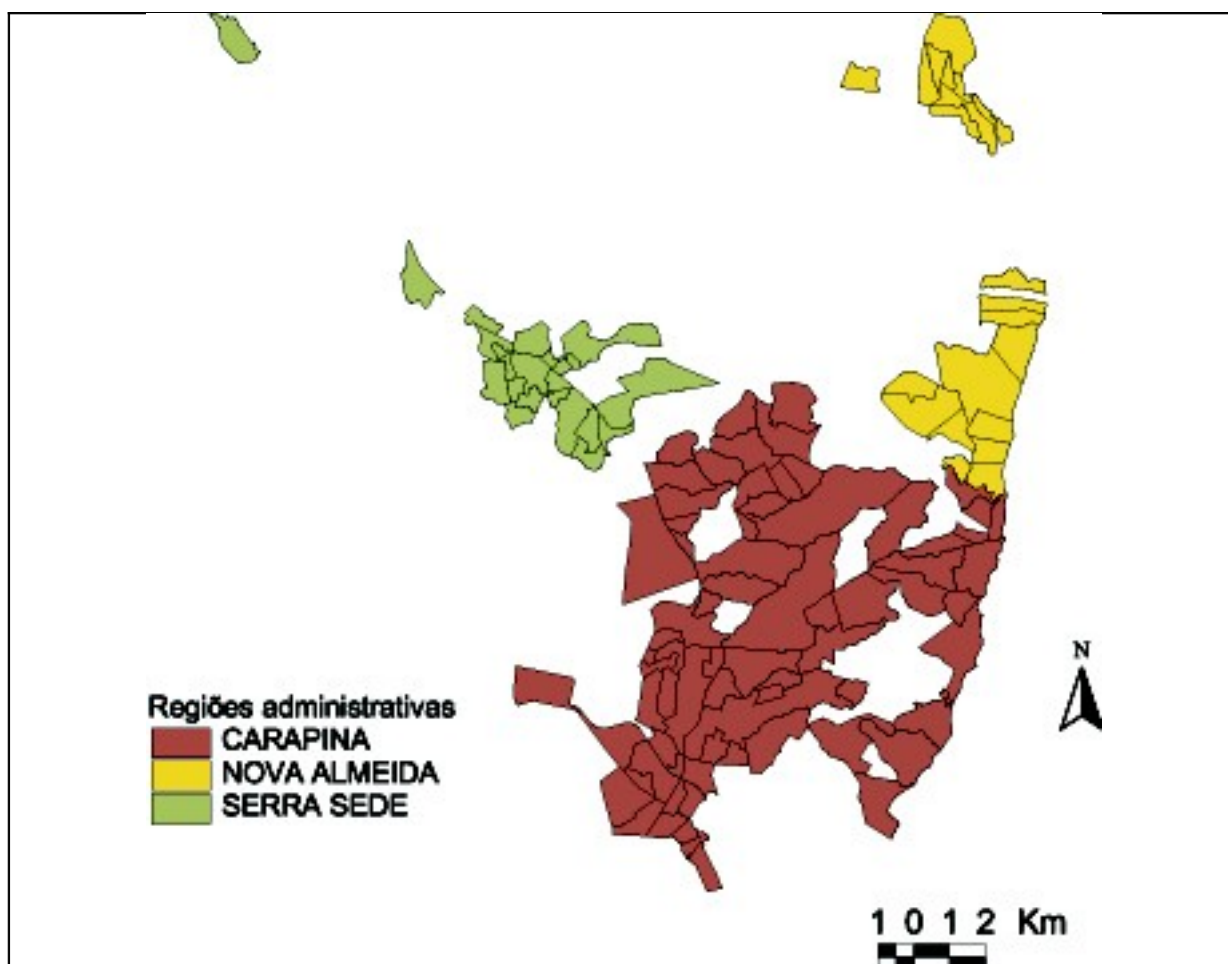 Regiões administrativas
CARAPINA
NOVA ALMEIDA
SERRA SEDE
N
1 0 1 2 Km